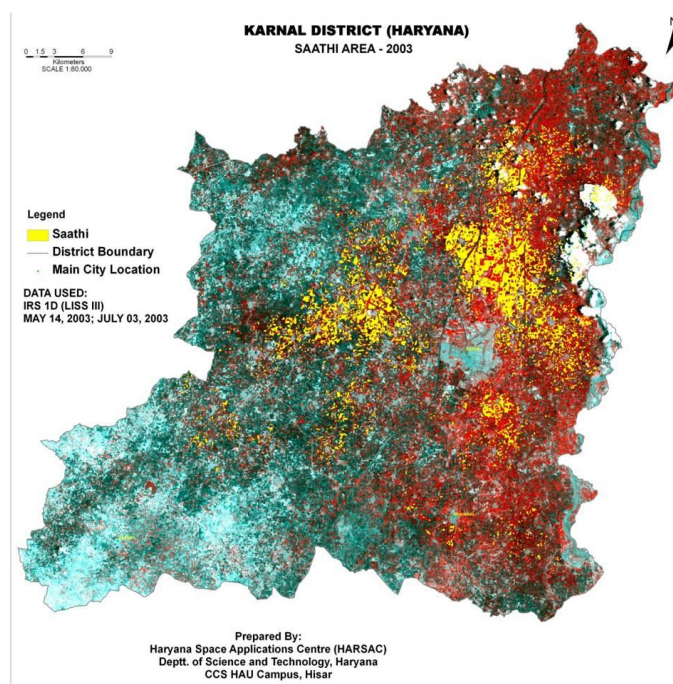 KARNAL DISTRICT (HARYANA)
SAATHI AREA - 2003
0 1.5 3 6 9
Kilometers
SCALE 1:60,000
Legend
Saathi
District Boundary
Main City Location
DATA USED:
IRS 1D (LISS III)
MAY 14, 2003; JULY 03, 2003
Prepared By:
Haryana Space Applications Centre (HARSAC)
Deptt. of Science and Technology, Haryana
CCS HAU Campus, Hisar